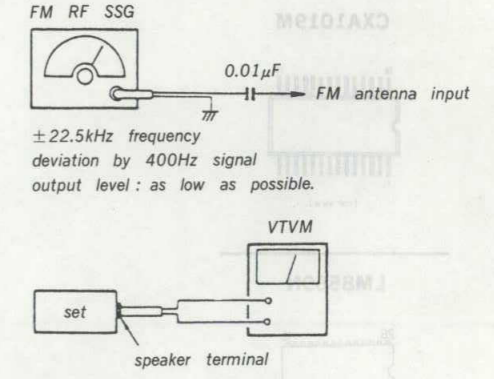 FM RF SSG
0.01μF
FM antenna input
±22.5kHz frequency
deviation by 400Hz signal
output level : as low as possible.
VTVM
set
speaker terminal
CXA1019M